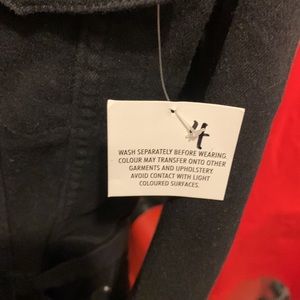 WASH SEPARATELY BEFORE WEARING.
COLOUR MAY TRANSFER ONTO OTHER
GARMENTS AND UPHOLSTERY.
AVOID CONTACT WITH LIGHT
COLOURED SURFACES.